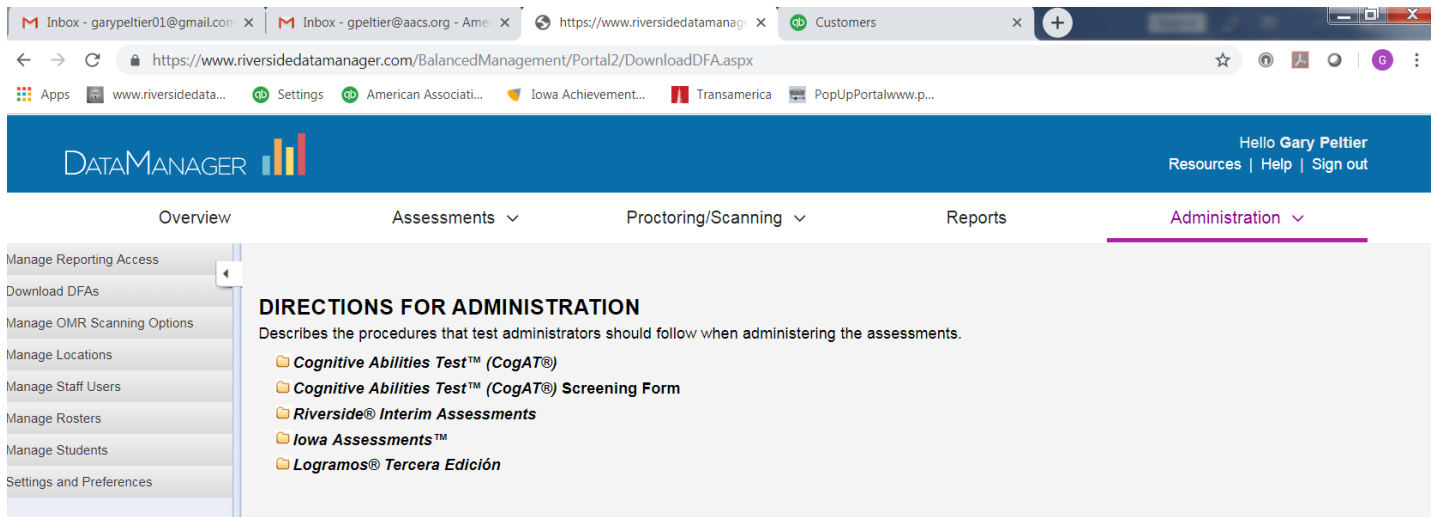 Inbox - garypeltier01@gmail.com
Inbox - gpeltier@aacs.org - Ame
https://www.riversidedatamanag
Customers
https://www.riversidedatamanager.com/BalancedManagement/Portal2/DownloadDFA.aspx
G
Apps www.riversidedata... qb Settings qb American Associati... Iowa Achievement... Transamerica PopUpPortalwww.p...
DATAMANAGER
Hello Gary Peltier
Resources | Help | Sign out
Overview Assessments Proctoring/Scanning Reports Administration
Manage Reporting Access
Download DFAs
Manage OMR Scanning Options
Manage Locations
Manage Staff Users
Manage Rosters
Manage Students
Settings and Preferences
DIRECTIONS FOR ADMINISTRATION
Describes the procedures that test administrators should follow when administering the assessments.
Cognitive Abilities Test™ (CogAT®)
Cognitive Abilities Test™ (CogAT®) Screening Form
Riverside® Interim Assessments
Iowa Assessments™
Logramos® Tercera Edición